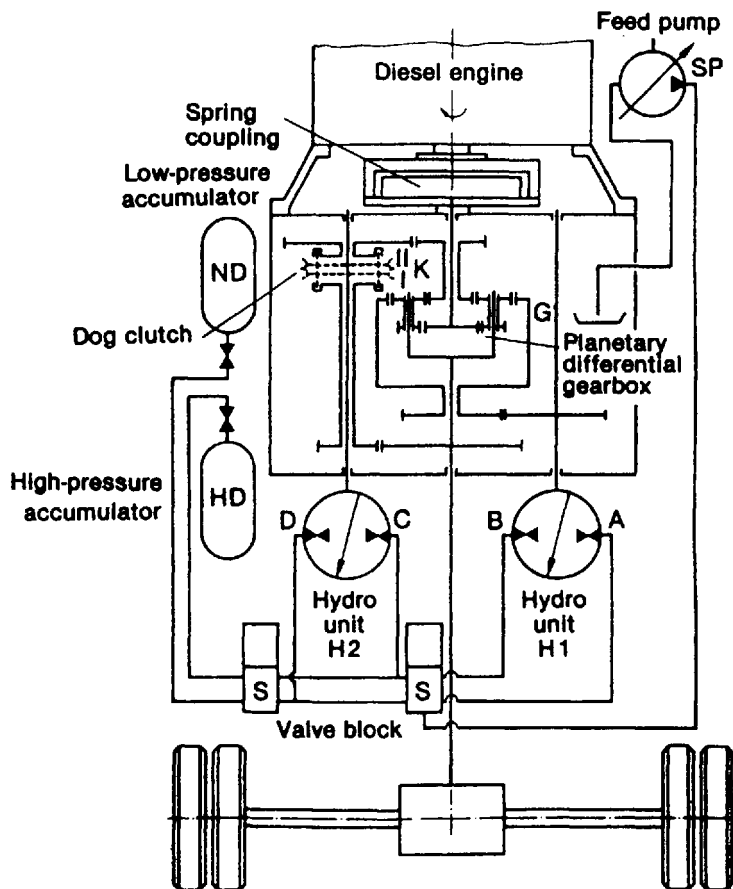 Feed pump
SP
Diesel engine
Spring
coupling
Low-pressure
accumulator
ND
II
I
K
G
Dog clutch
Planetary
differential
gearbox
High-pressure
accumulator
HD
D
C
B
A
Hydro
unit
H2
Hydro
unit
H1
S
S
Valve block